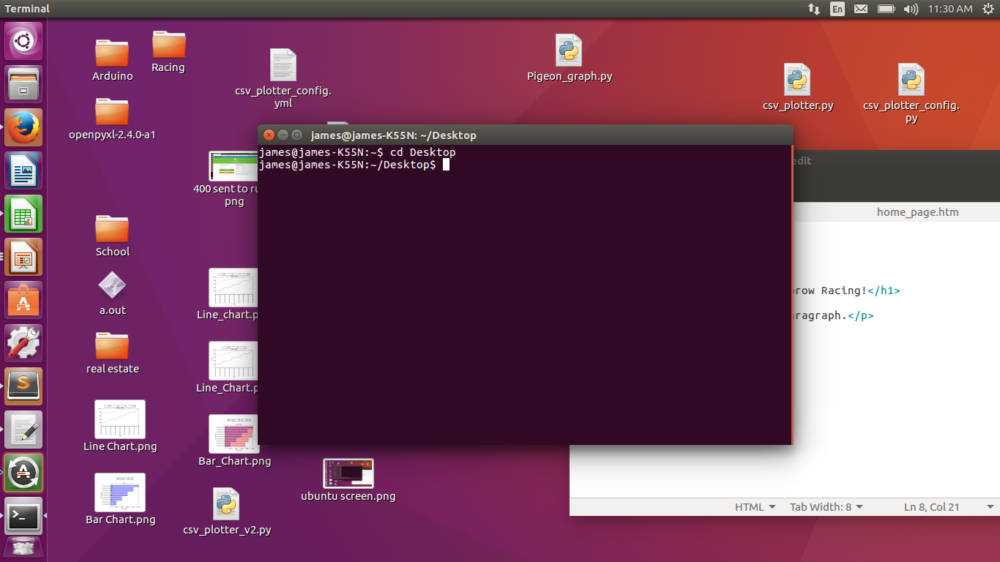 Terminal
En
11:30 AM
Arduino
Racing
csv_plotter_config.
yml
Pigeon_graph.py
csv_plotter.py
csv_plotter_config.
py
openpyxl-2.4.0-a1
james@james-K55N: ~/Desktop
james@james-K55N:~$ cd Desktop
james@james-K55N:~/Desktop$
edit
home_page.htm
400 sent to
png
School
row Racing!</h1>
ragraph.</p>
a.out
Line_chart.p
real estate
Line_Chart.p
Line Chart.png
Bar_Chart.png
ubuntu screen.png
Bar Chart.png
csv_plotter_v2.py
HTML
Tab Width: 8
Ln 8, Col 21